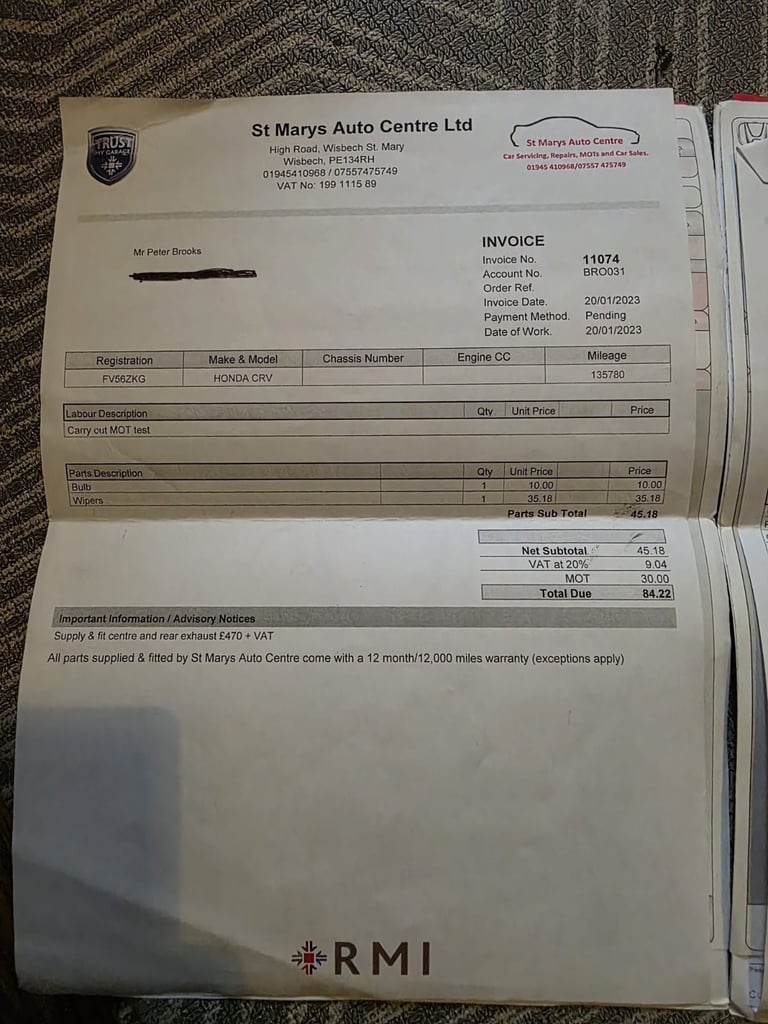 TRUST
MY GARAGE
St Marys Auto Centre Ltd
High Road, Wisbech St. Mary
Wisbech, PE134RH
01945410968 / 07557475749
VAT No: 199 1115 89
St Marys Auto Centre
Car Servicing, Repairs, MOTs and Car Sales.
01945 410968/07557 475749
Mr Peter Brooks
INVOICE
Invoice No. 11074
Account No. BRO031
Order Ref.
Invoice Date. 20/01/2023
Payment Method. Pending
Date of Work. 20/01/2023
Registration Make & Model Chassis Number Engine CC Mileage
FV56ZKG HONDA CRV 135780
Labour Description Qty Unit Price Price
Carry out MOT test
Parts Description Qty Unit Price Price
Bulb 1 10.00 10.00
Wipers 1 35.18 35.18
Parts Sub Total 45.18
Net Subtotal 45.18
VAT at 20% 9.04
MOT 30.00
Total Due 84.22
Important Information / Advisory Notices
Supply & fit centre and rear exhaust £470 + VAT
All parts supplied & fitted by St Marys Auto Centre come with a 12 month/12,000 miles warranty (exceptions apply)
RMI